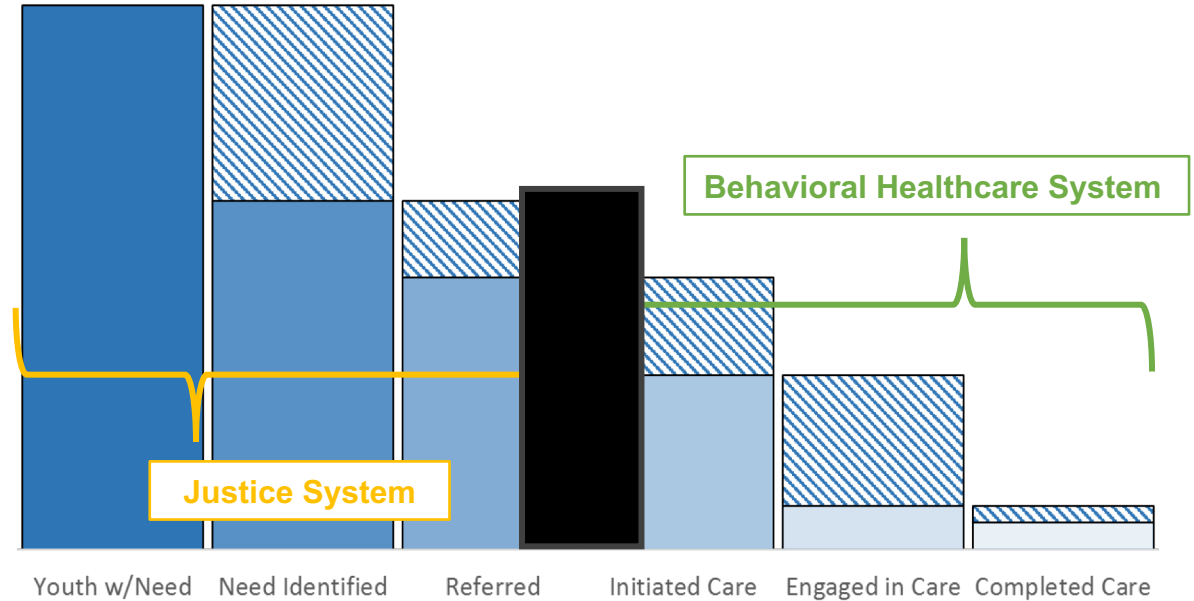 Behavioral Healthcare System
Justice System
Youth w/Need
Need Identified
Referred
Initiated Care
Engaged in Care
Completed Care